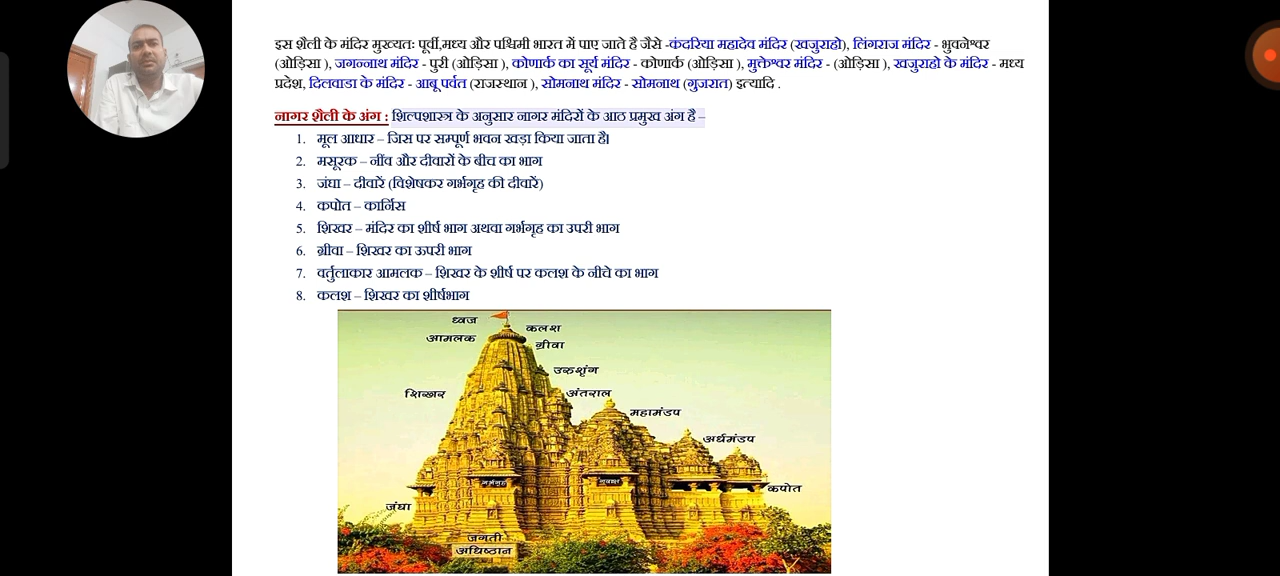 इस शैली के मंदिर मुख्यतः पूर्वी,मध्य और पश्चिमी भारत में पाए जाते है जैसे -कंदरिया महादेव मंदिर (खजुराहो), लिंगराज मंदिर - भुवनेश्वर
(ओड़िसा ), जगन्नाथ मंदिर - पुरी (ओड़िसा ), कोणार्क का सूर्य मंदिर - कोणार्क (ओड़िसा ), मुक्तेश्वर मंदिर - (ओड़िसा ), खजुराहो के मंदिर - मध्य
प्रदेश, दिलवाडा के मंदिर - आबू पर्वत (राजस्थान ), सोमनाथ मंदिर - सोमनाथ (गुजरात) इत्यादि .
नागर शैली के अंग : शिल्पशास्त्र के अनुसार नागर मंदिरों के आठ प्रमुख अंग है –
1. मूल आधार – जिस पर सम्पूर्ण भवन खड़ा किया जाता है।
2. मसूरक – नींव और दीवारों के बीच का भाग
3. जंघा – दीवारें (विशेषकर गर्भगृह की दीवारें)
4. कपोत – कार्निस
5. शिखर – मंदिर का शीर्ष भाग अथवा गर्भगृह का उपरी भाग
6. ग्रीवा – शिखर का ऊपरी भाग
7. वर्तुलाकार आमलक – शिखर के शीर्ष पर कलश के नीचे का भाग
8. कलश – शिखर का शीर्षभाग
ध्वज
कलश
आमलक
ग्रीवा
उरुशृंग
शिखर
अंतराल
महामंडप
अर्धमंडप
गर्भगृह
कपोत
जंघा
जगती
अधिष्ठान